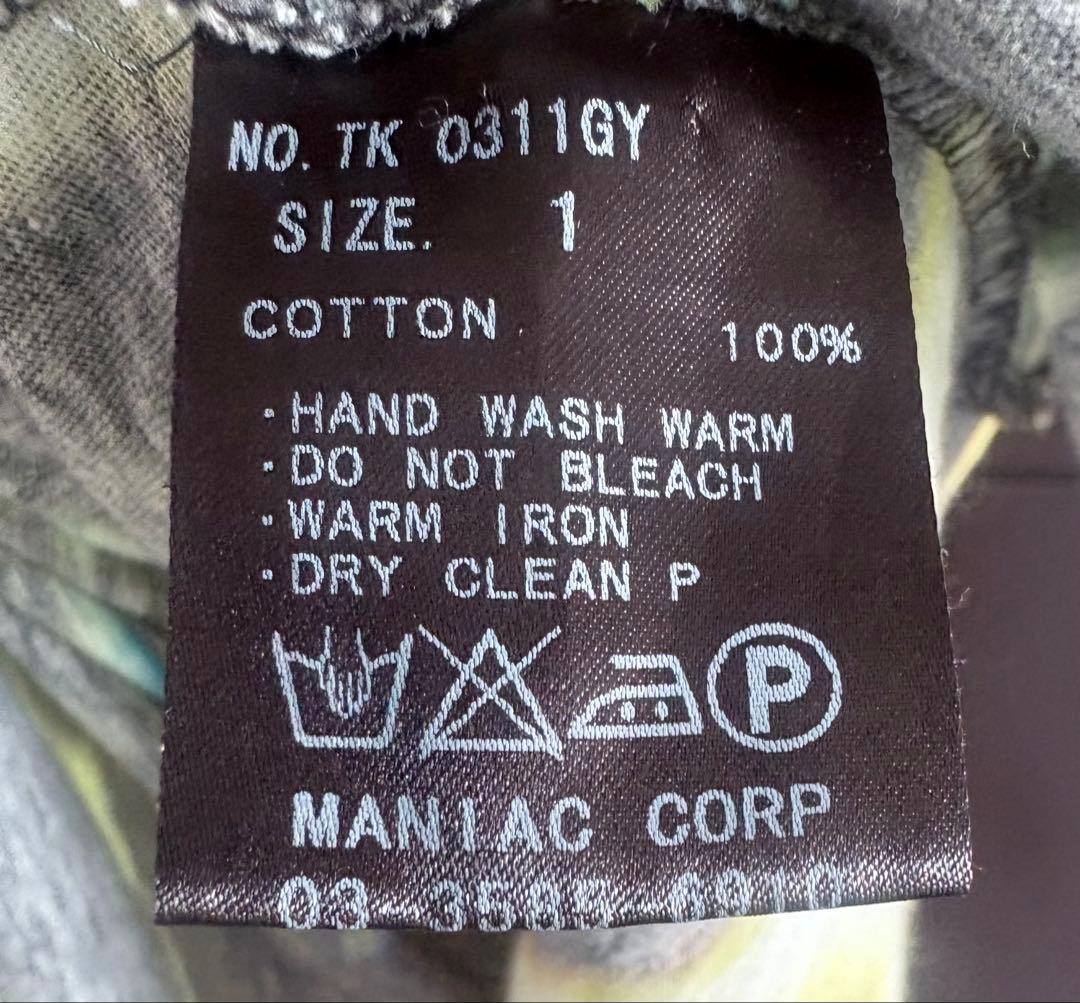 NO. TK 0311GY
SIZE. 1
COTTON 100%
·HAND WASH WARM
·DO NOT BLEACH
·WARM IRON
·DRY CLEAN P
P
MANIAC CORP
03